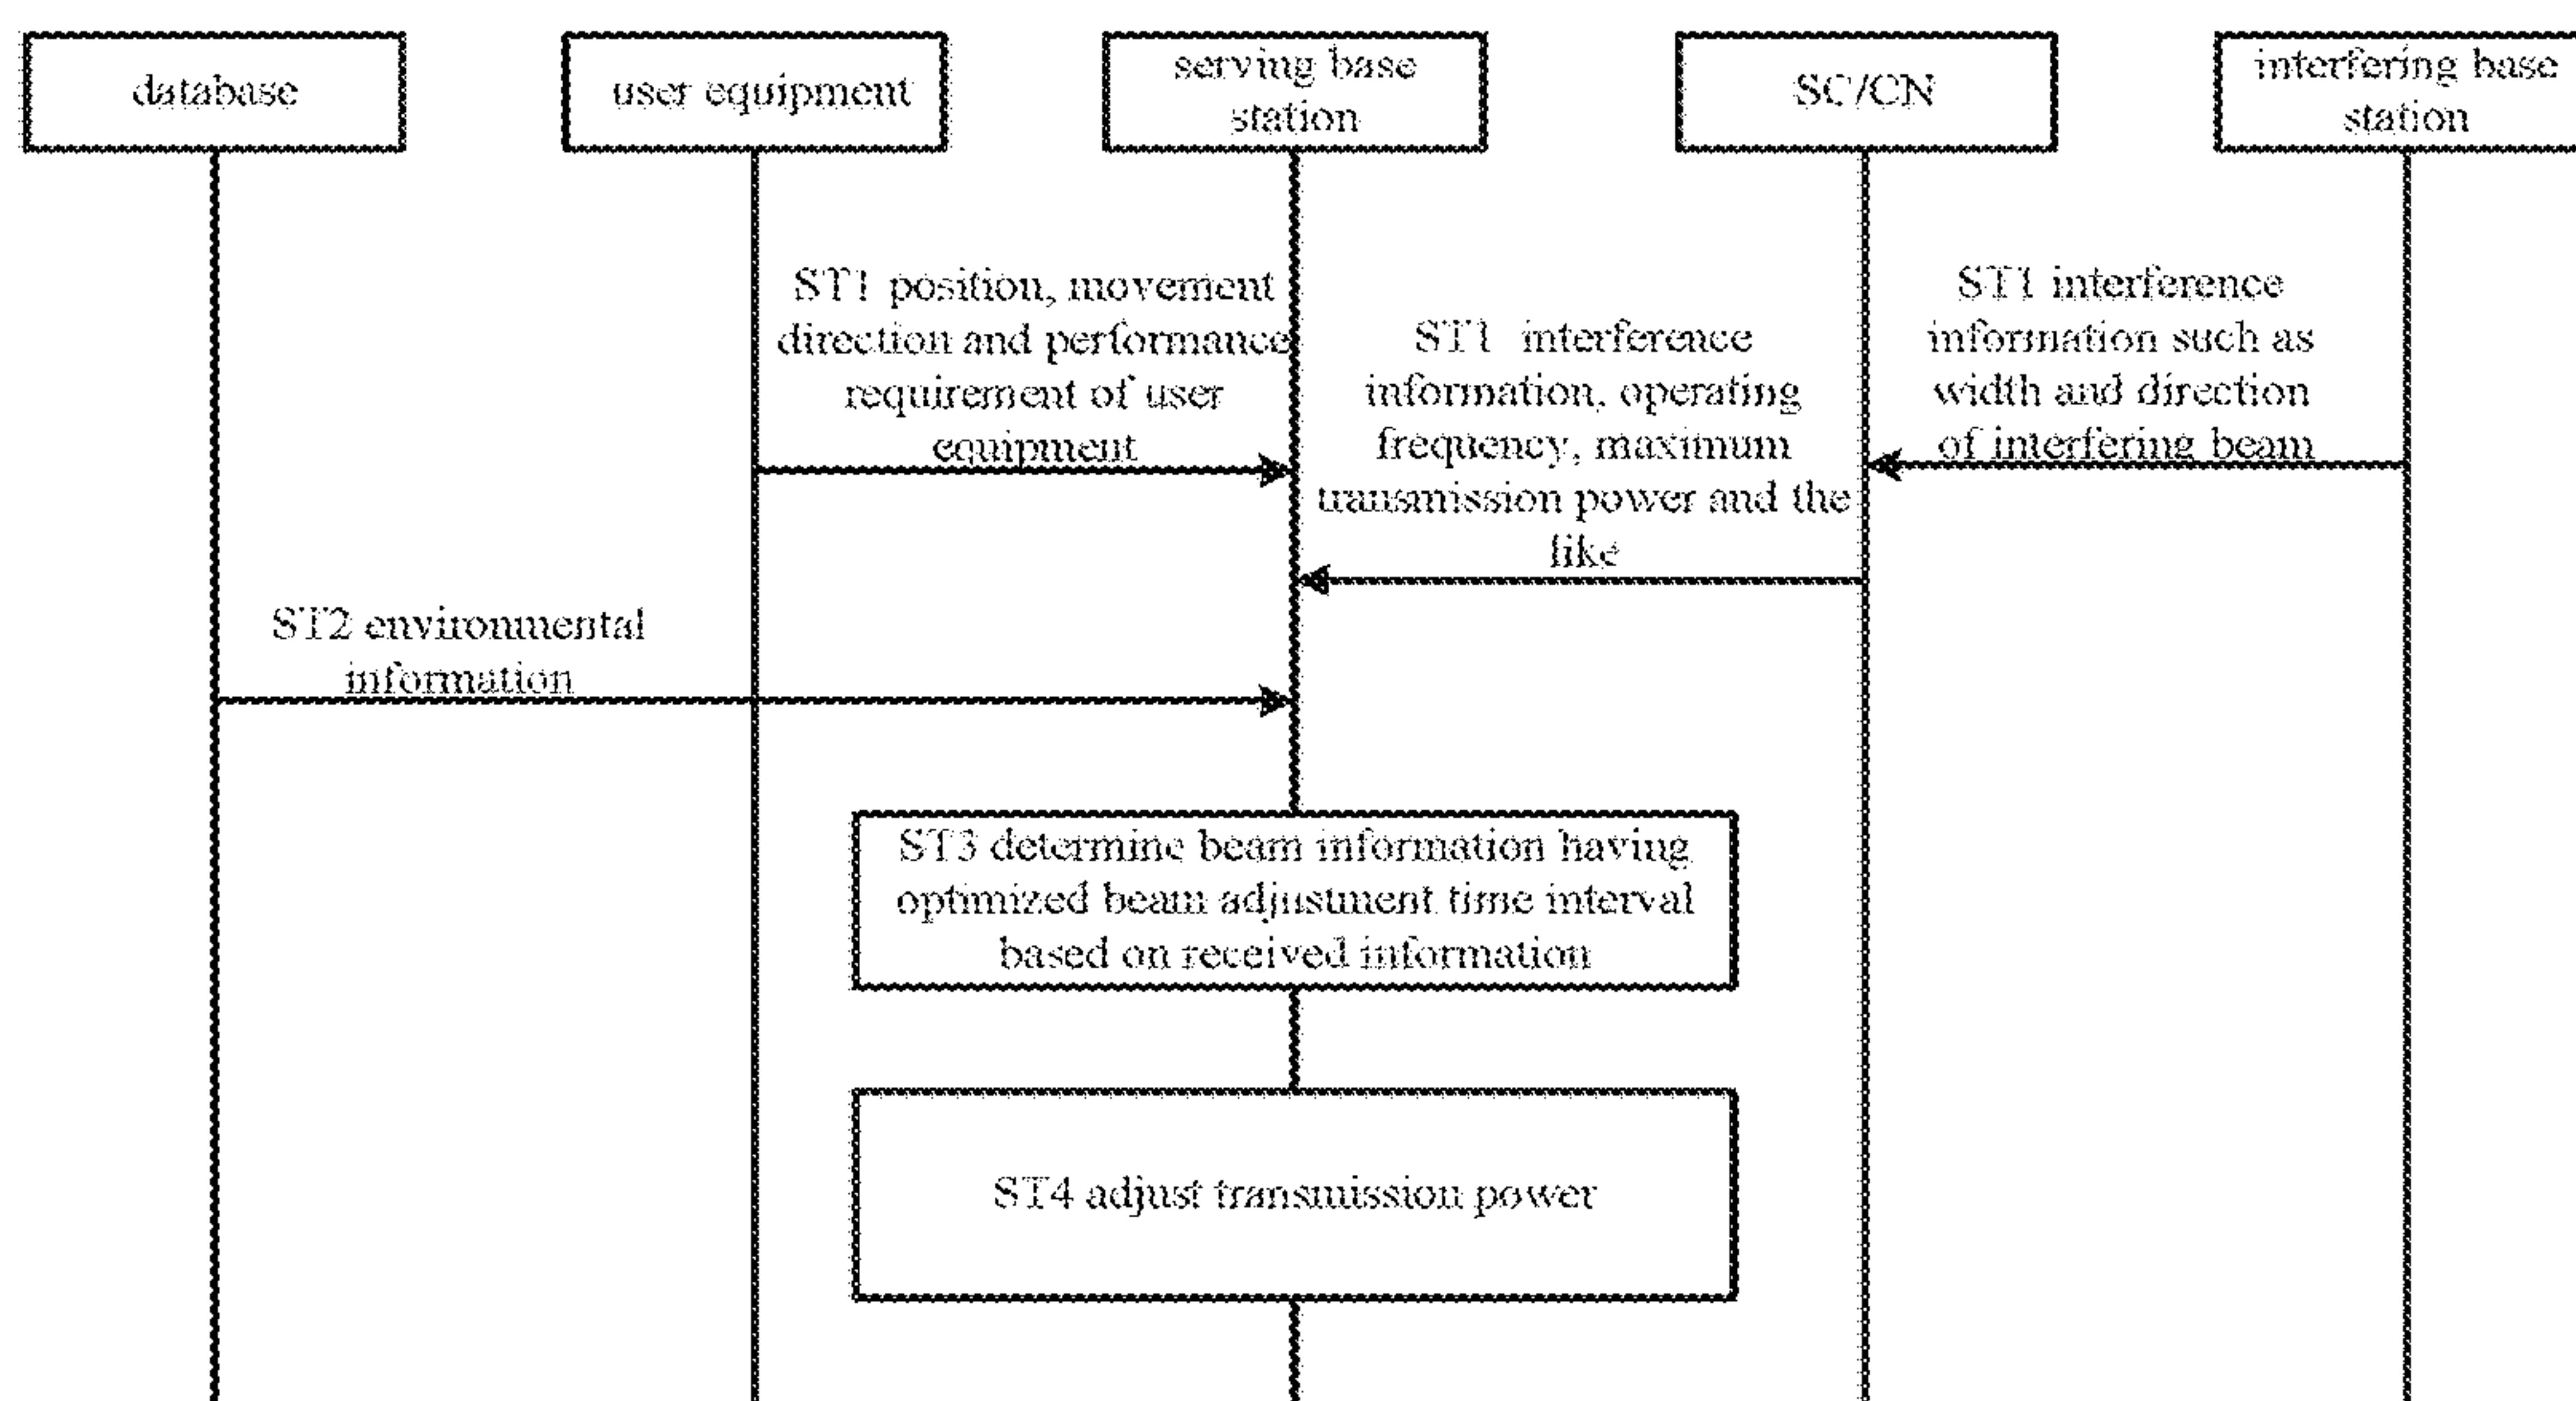 database
user equipment
serving base
station
SC/CN
interfering base
station
ST1 position, movement
direction and performance
requirement of user
equipment
ST1 interference
information, operating
frequency, maximum
transmission power and the
like
ST1 interference
information such as
width and direction
of interfering beam
ST2 environmental
information
ST3 determine beam information having
optimized beam adjustment time interval
based on received information
ST4 adjust transmission power